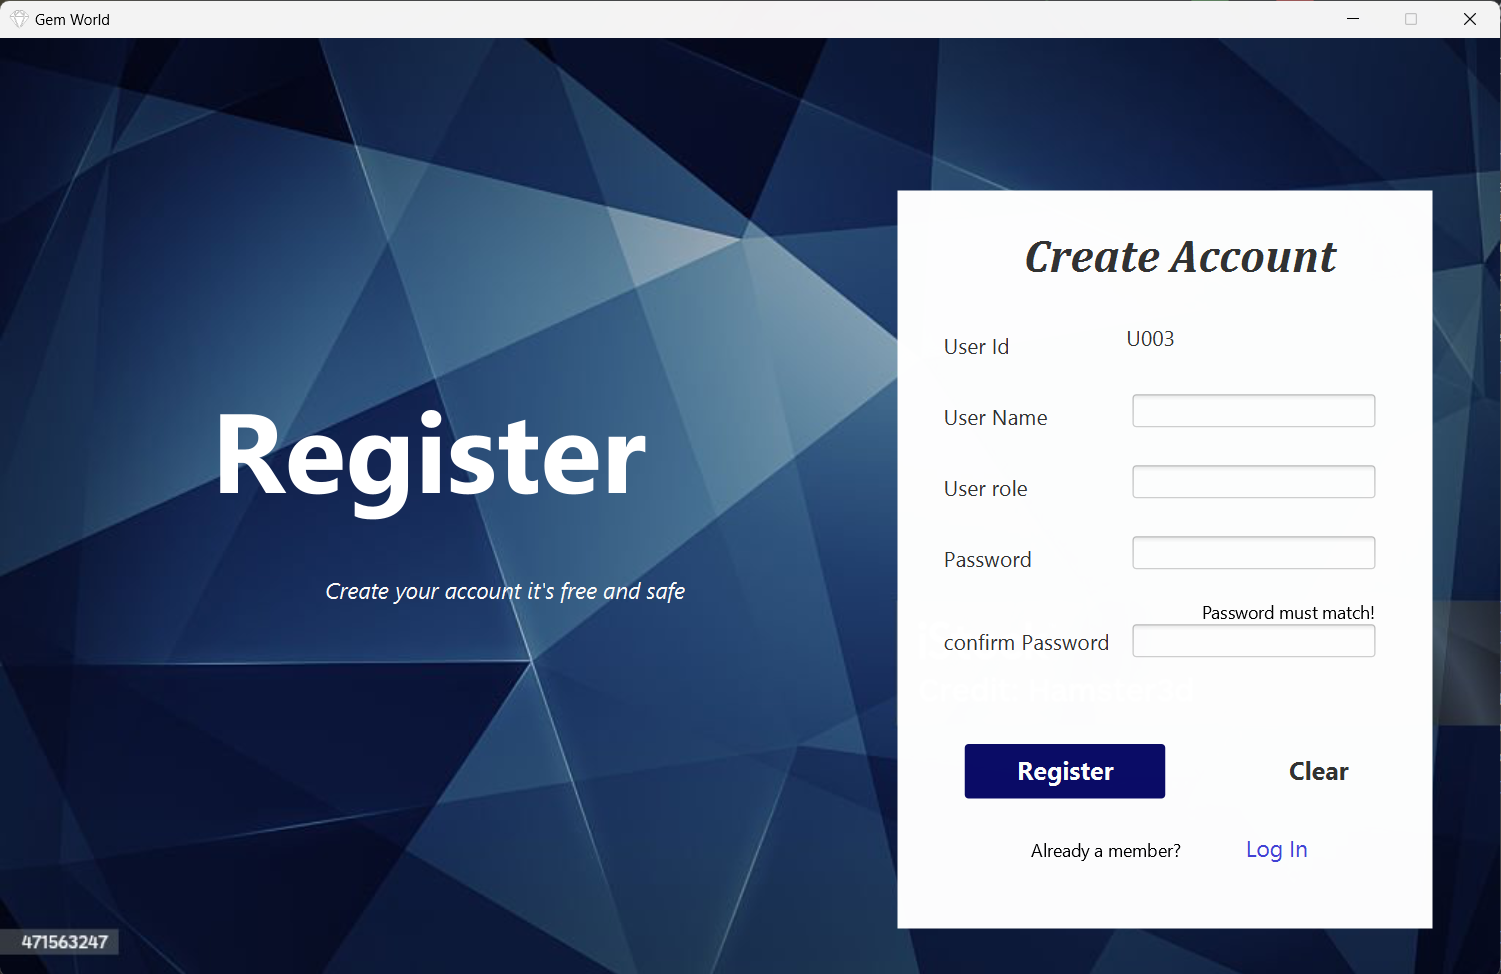 Gem World
Register
Create your account it's free and safe
471563247
Create Account
User Id U003
User Name
User role
Password
Password must match!
confirm Password
Register Clear
Already a member? Log In